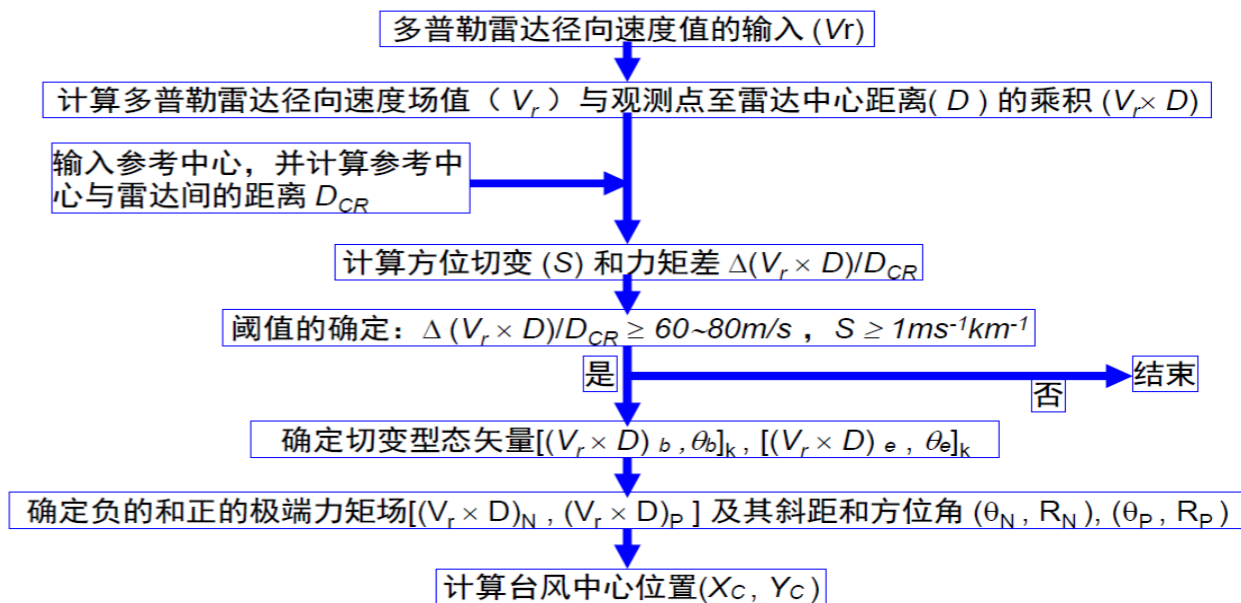 多普勒雷达径向速度值的输入 (Vr)
计算多普勒雷达径向速度场值（ Vr ）与观测点至雷达中心距离( D ) 的乘积 (Vr× D)
输入参考中心，并计算参考中
心与雷达间的距离 DCR
计算方位切变 (S) 和力矩差 Δ(Vr × D)/DCR
阈值的确定：Δ (Vr × D)/DCR ≥ 60~80m/s ， S ≥ 1ms-1km-1
是
否
结束
确定切变型态矢量[(Vr × D) b ,θb]k , [(Vr × D) e , θe]k
确定负的和正的极端力矩场[(Vr × D)N , (Vr × D)P ] 及其斜距和方位角 (θN , RN), (θP , RP)
计算台风中心位置(XC, YC)